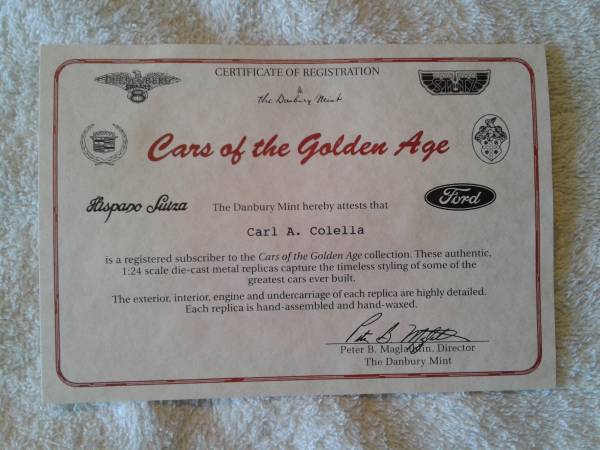 CERTIFICATE OF REGISTRATION
DUESENBERG
STUTZ
the Danbury Mint
Cars of the Golden Age
Hispano Suiza
The Danbury Mint hereby attests that
Ford
Carl A. Colella
is a registered subscriber to the Cars of the Golden Age collection. These authentic,
1:24 scale die-cast metal replicas capture the timeless styling of some of the
greatest cars ever built.
The exterior, interior, engine and undercarriage of each replica are highly detailed.
Each replica is hand-assembled and hand-waxed.
Peter B. Maglathlin, Director
The Danbury Mint